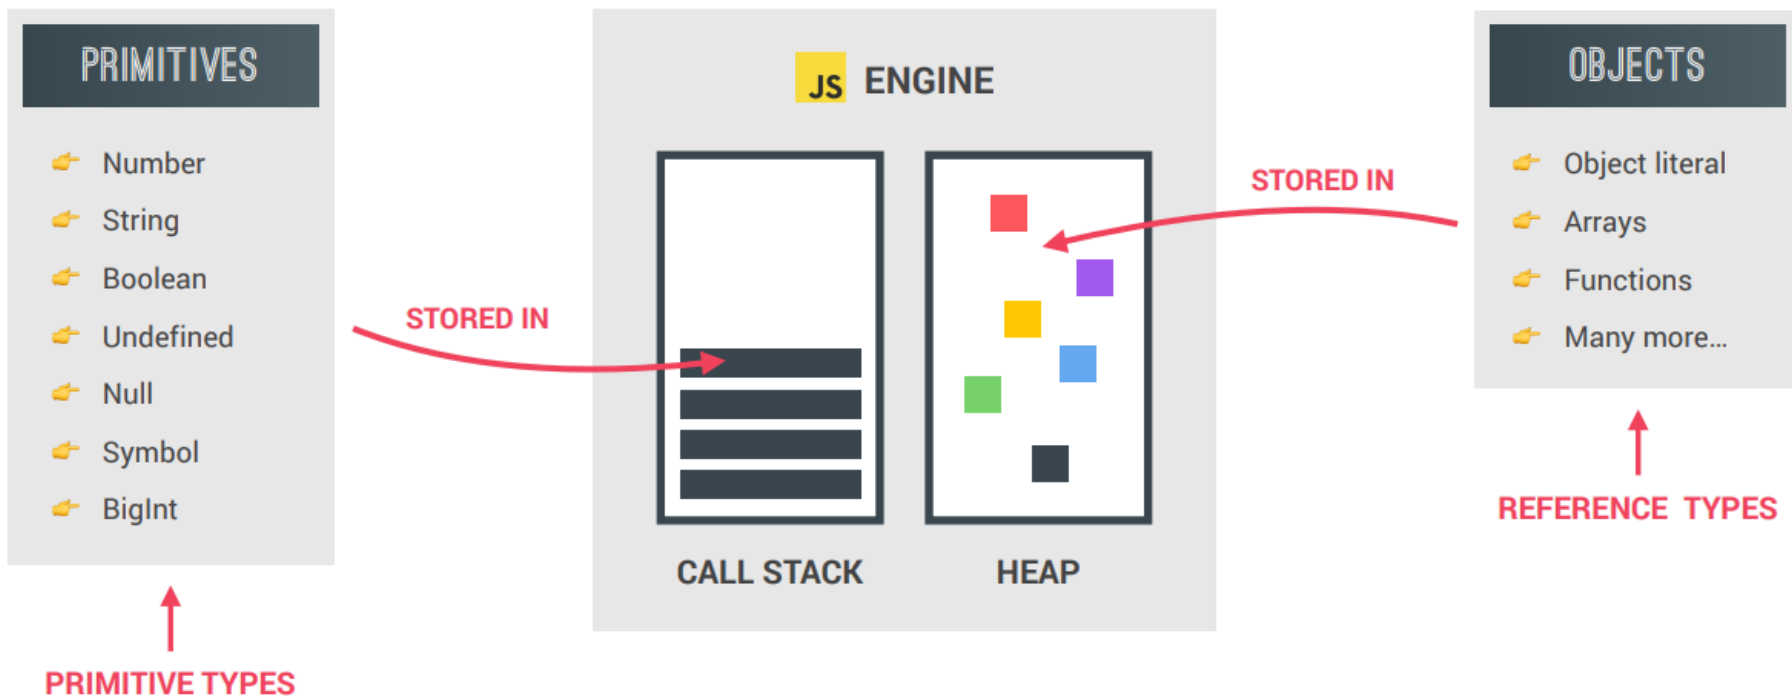 PRIMITIVES
Number
String
Boolean
Undefined
Null
Symbol
BigInt
PRIMITIVE TYPES
STORED IN
JS ENGINE
CALL STACK
HEAP
STORED IN
OBJECTS
Object literal
Arrays
Functions
Many more...
REFERENCE TYPES